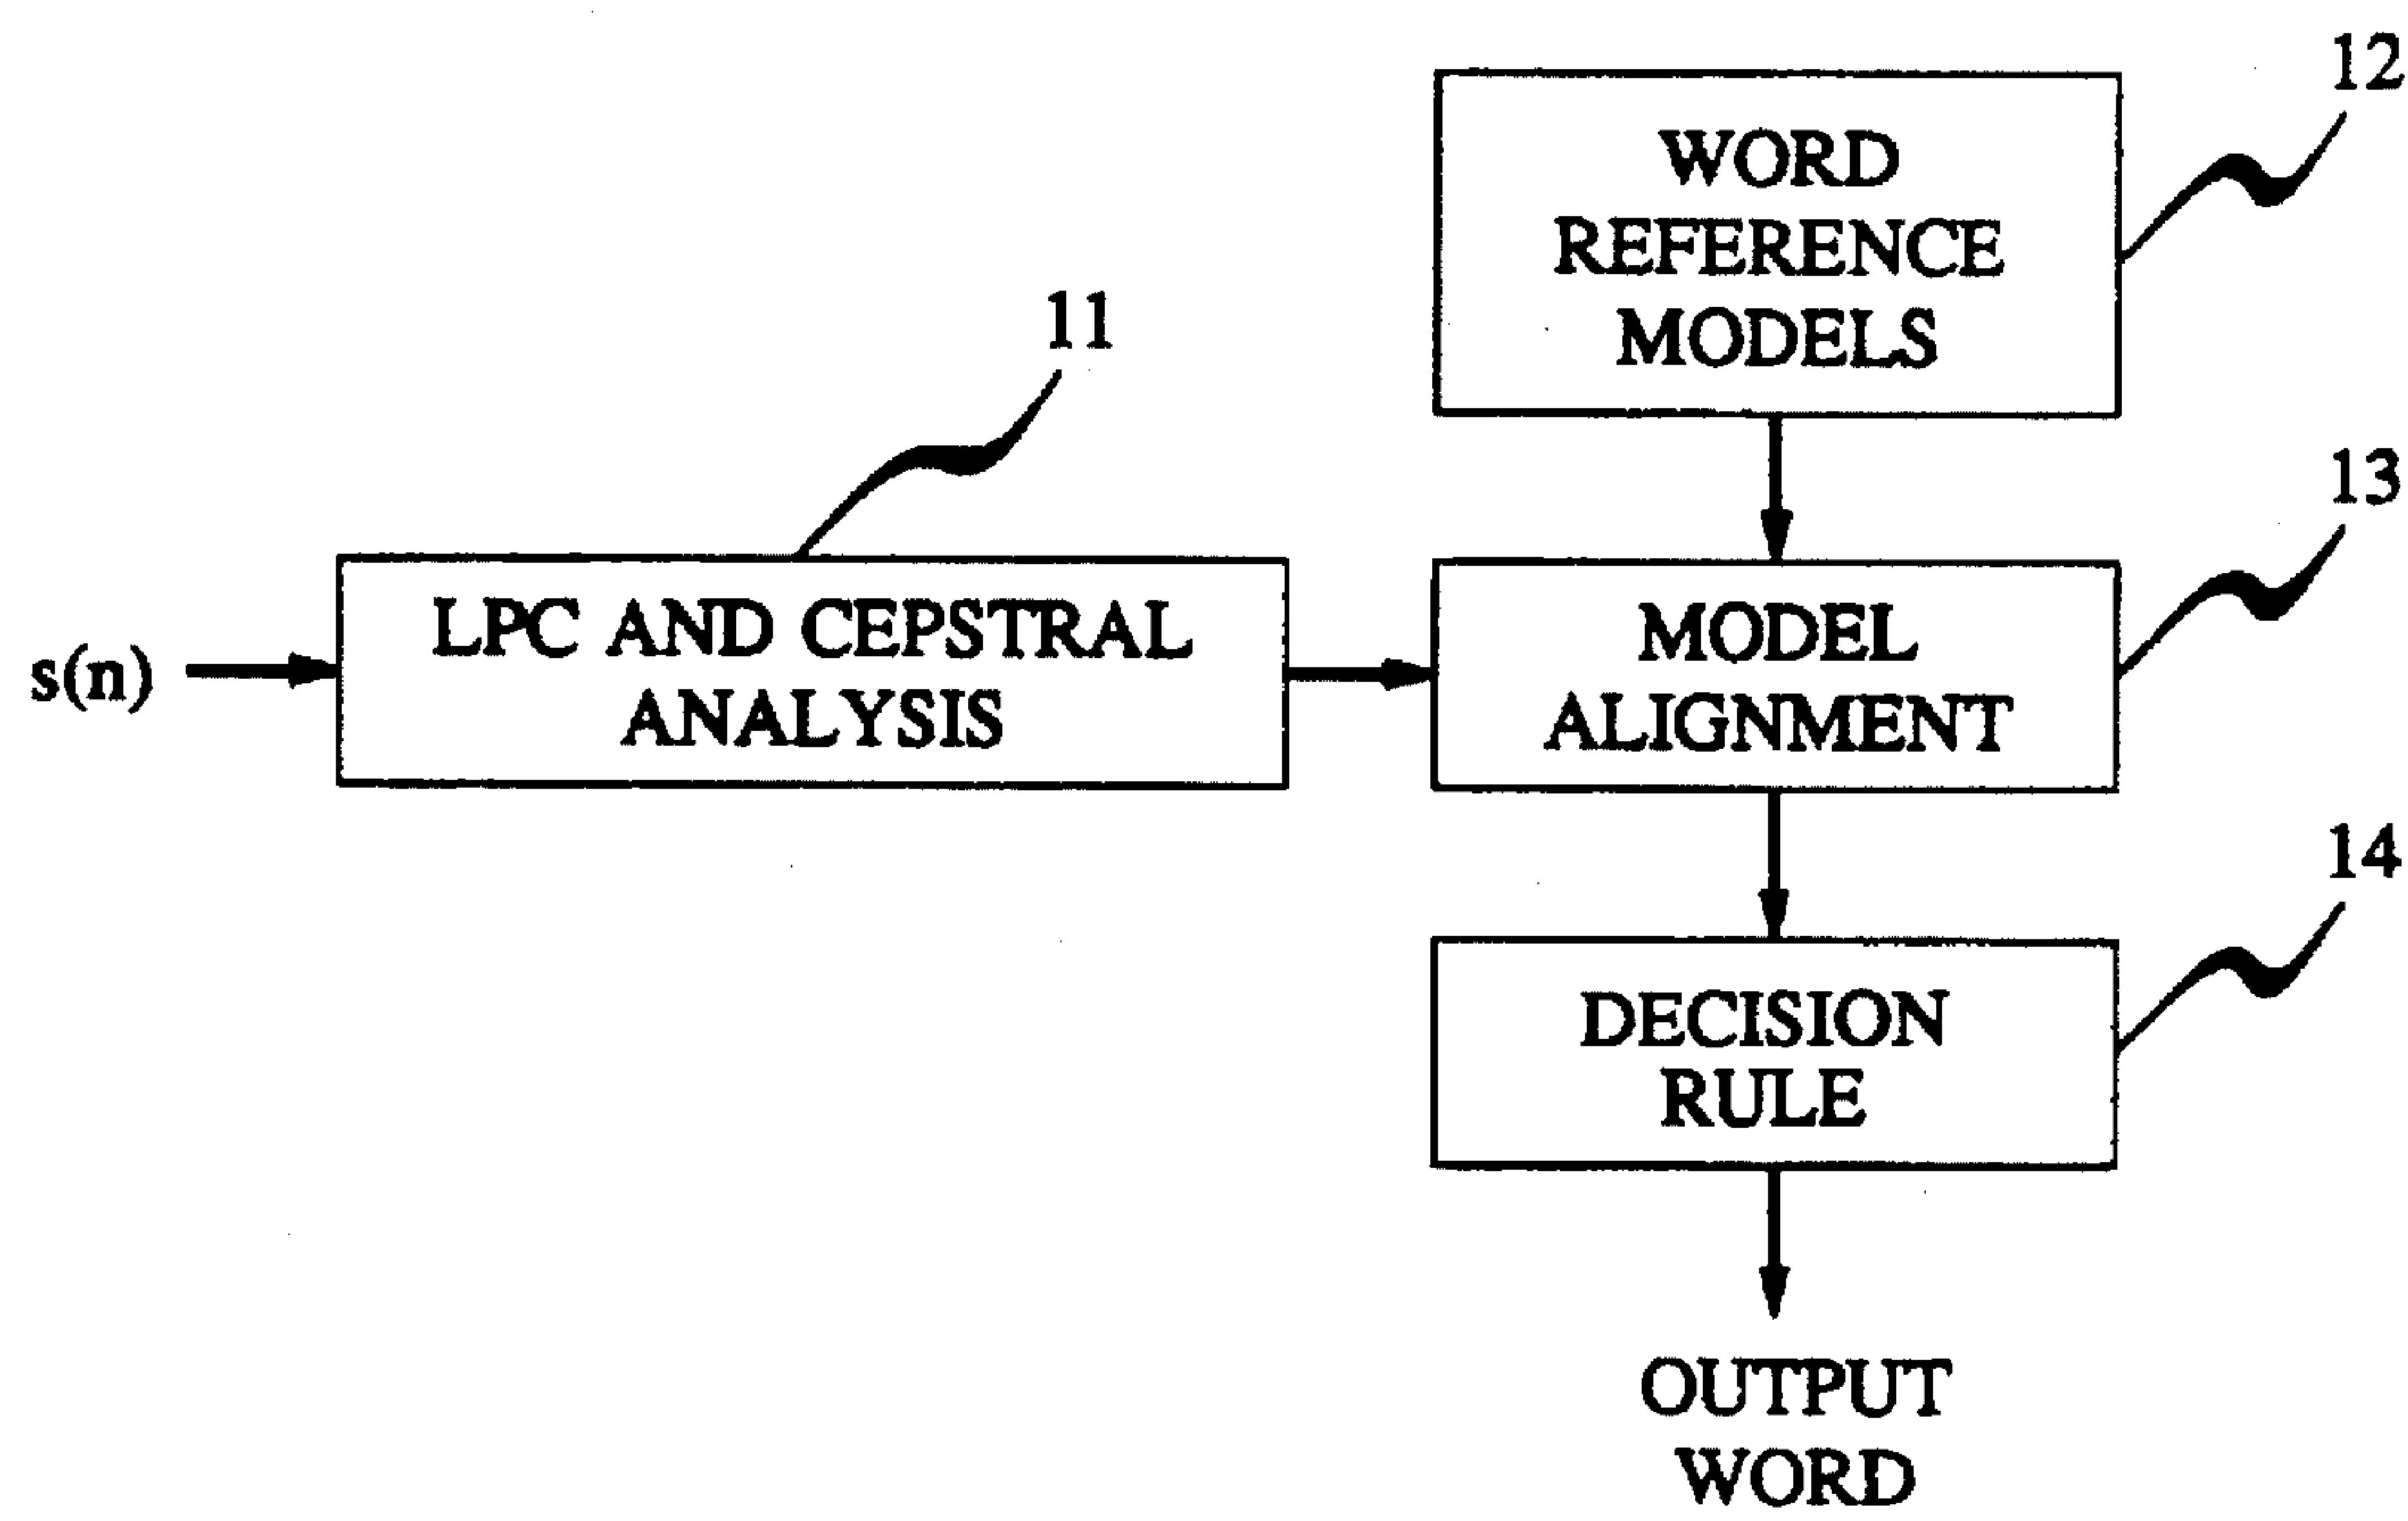 12
WORD
REFERENCE
MODELS
11
13
s(n)
LPC AND CEPSTRAL
ANALYSIS
MODEL
ALIGNMENT
14
DECISION
RULE
OUTPUT
WORD